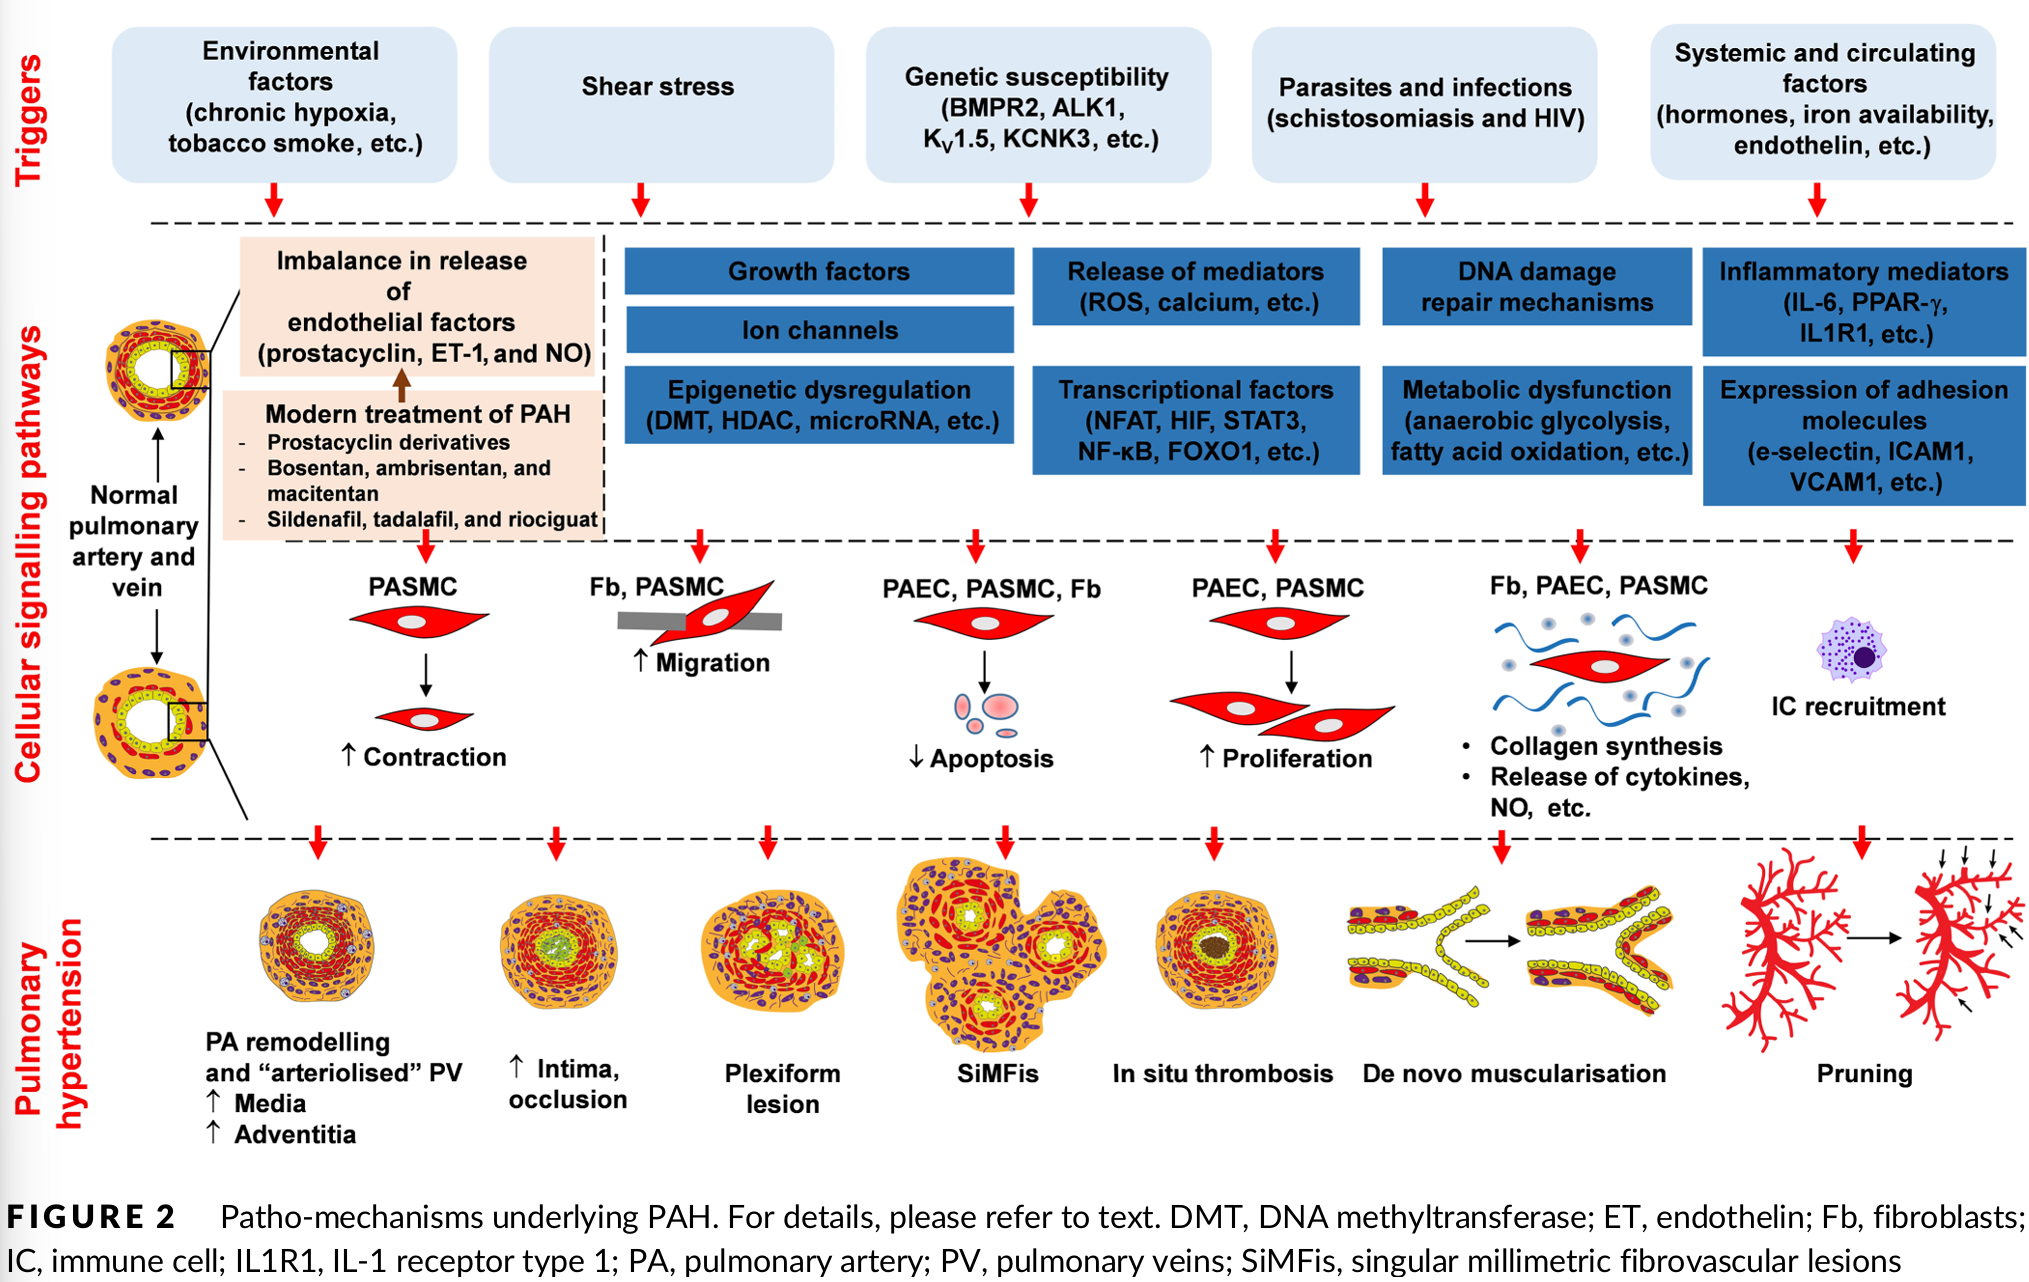 Triggers
Environmental
factors
(chronic hypoxia,
tobacco smoke, etc.)
Shear stress
Genetic susceptibility
(BMPR2, ALK1,
KV1.5, KCNK3, etc.)
Parasites and infections
(schistosomiasis and HIV)
Systemic and circulating
factors
(hormones, iron availability,
endothelin, etc.)
Cellular signalling pathways
Imbalance in release
of
endothelial factors
(prostacyclin, ET-1, and NO)
Modern treatment of PAH
- Prostacyclin derivatives
- Bosentan, ambrisentan, and
macitentan
- Sildenafil, tadalafil, and riociguat
Growth factors
Ion channels
Epigenetic dysregulation
(DMT, HDAC, microRNA, etc.)
Release of mediators
(ROS, calcium, etc.)
Transcriptional factors
(NFAT, HIF, STAT3,
NF-κB, FOXO1, etc.)
DNA damage
repair mechanisms
Metabolic dysfunction
(anaerobic glycolysis,
fatty acid oxidation, etc.)
Inflammatory mediators
(IL-6, PPAR-γ,
IL1R1, etc.)
Expression of adhesion
molecules
(e-selectin, ICAM1,
VCAM1, etc.)
Normal
pulmonary
artery and
vein
PASMC
↑ Contraction
Fb, PASMC
↑ Migration
PAEC, PASMC, Fb
↓ Apoptosis
PAEC, PASMC
↑ Proliferation
Fb, PAEC, PASMC
• Collagen synthesis
• Release of cytokines,
NO, etc.
IC recruitment
Pulmonary
hypertension
PA remodelling
and “arteriolised” PV
↑ Media
↑ Adventitia
↑ Intima,
occlusion
Plexiform
lesion
SiMFis
In situ thrombosis
De novo muscularisation
Pruning
FIGURE 2 Patho-mechanisms underlying PAH. For details, please refer to text. DMT, DNA methyltransferase; ET, endothelin; Fb, fibroblasts;
IC, immune cell; IL1R1, IL-1 receptor type 1; PA, pulmonary artery; PV, pulmonary veins; SiMFis, singular millimetric fibrovascular lesions